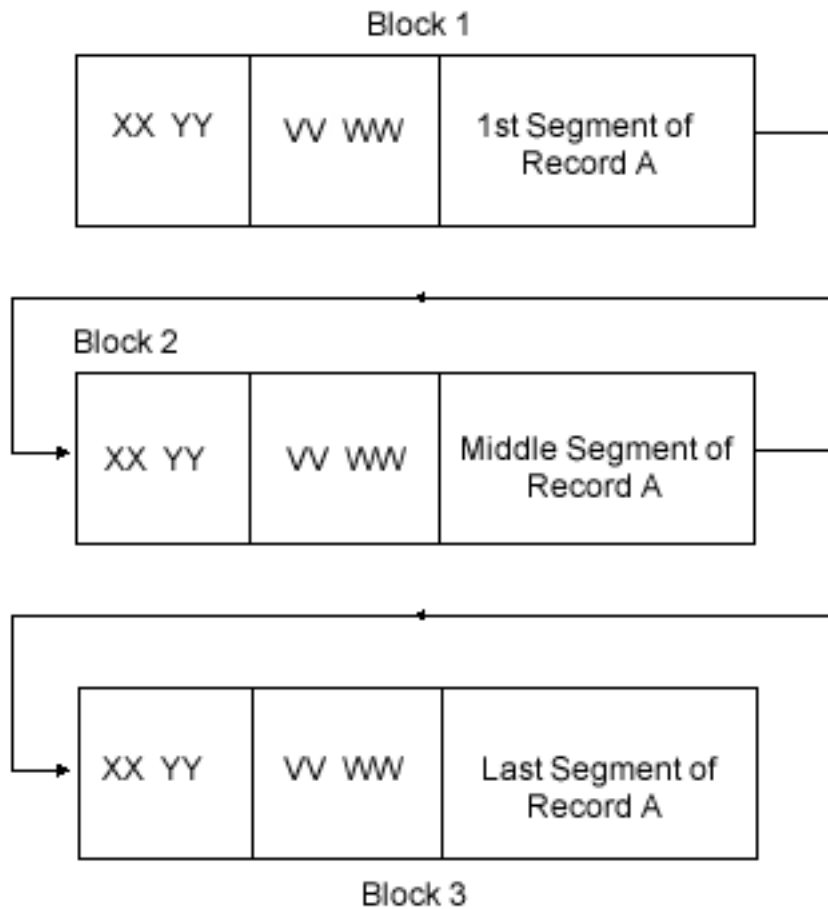 Block 1
XX YY
VV WW
1st Segment of
Record A
Block 2
XX YY
VV WW
Middle Segment of
Record A
XX YY
VV WW
Last Segment of
Record A
Block 3